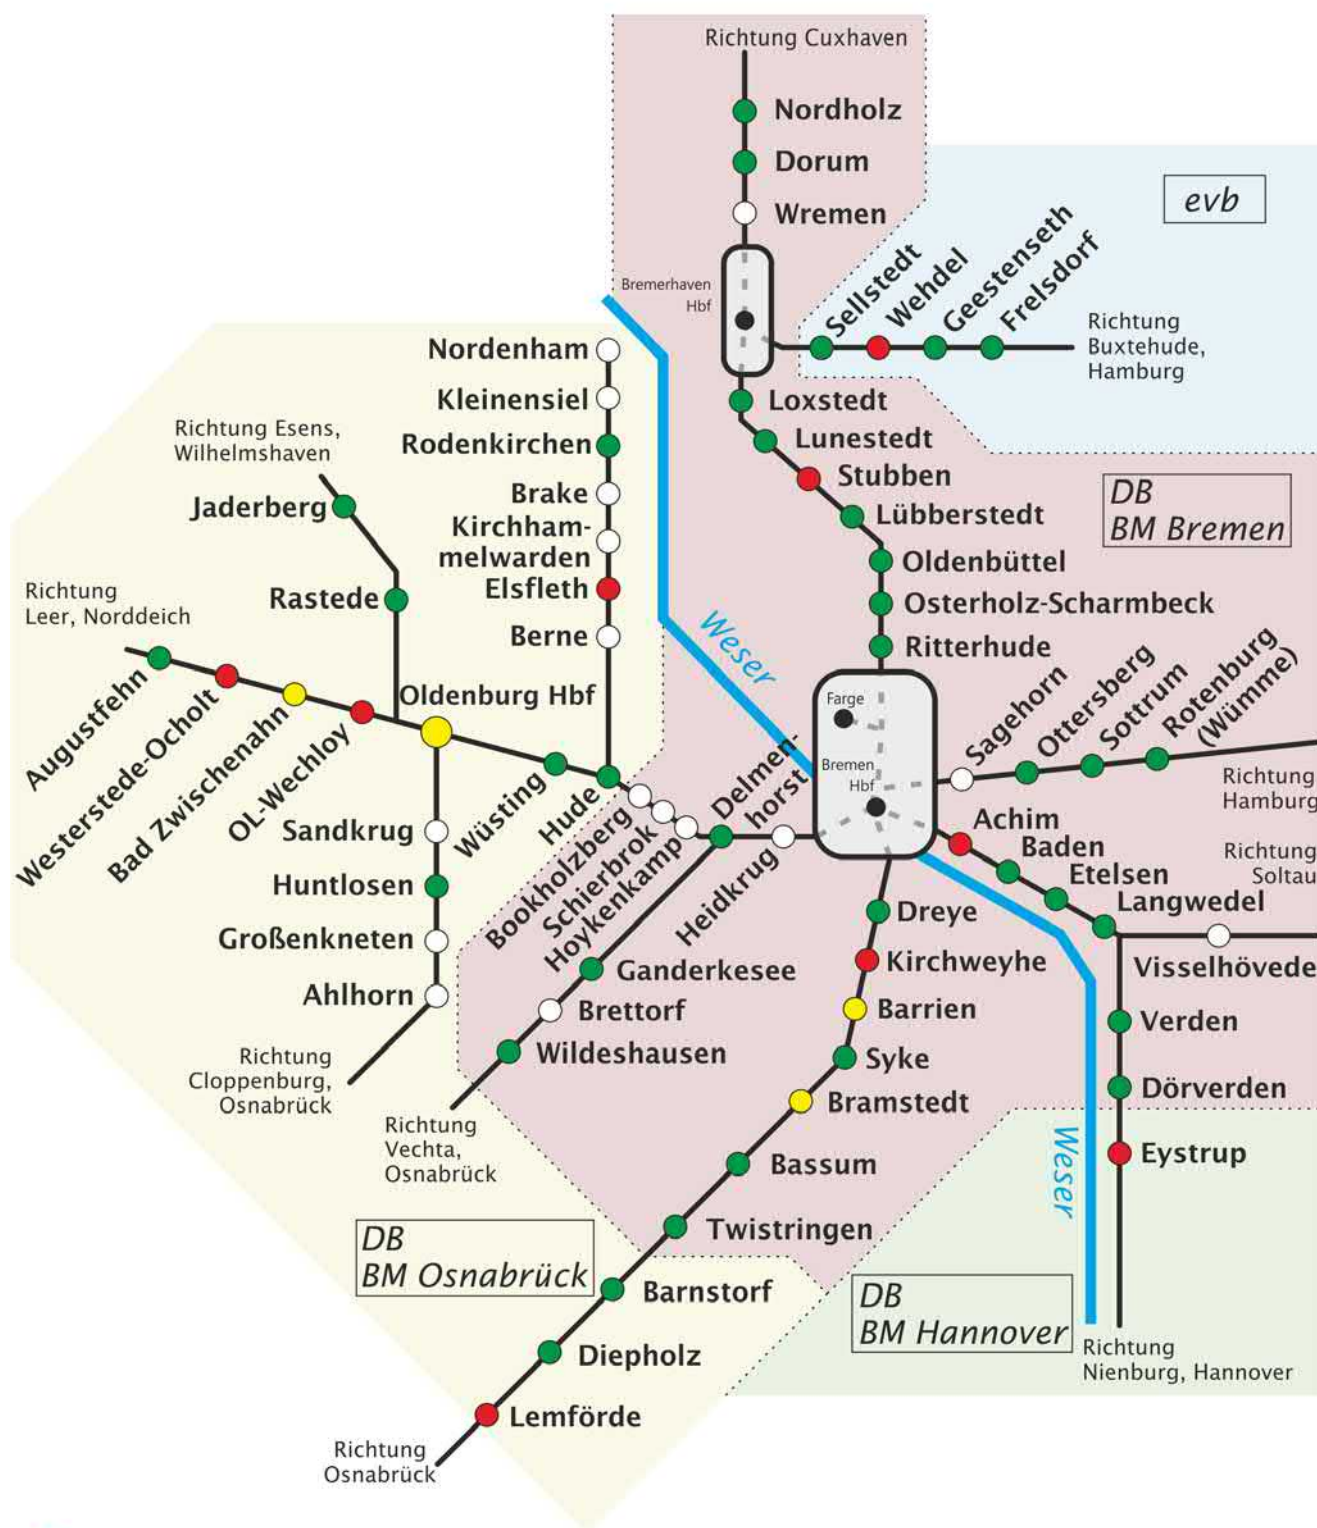 Richtung Cuxhaven
Nordholz
Dorum
Wremen
evb
Bremerhaven
Hbf
Sellstedt
Wehdel
Geestenseth
Frelsdorf
Richtung
Buxtehude,
Hamburg
Nordenham
Kleinensiel
Rodenkirchen
Brake
Kirchham-
melwarden
Elsfleth
Berne
Richtung Esens,
Wilhelmshaven
Jaderberg
Rastede
Richtung
Leer, Norddeich
Loxstedt
Lunestedt
Stubben
Lübberstedt
Oldenbüttel
Osterholz-Scharmbeck
Ritterhude
DB
BM Bremen
Weser
Oldenburg Hbf
Augustfehn
Westerstede-Ocholt
Bad Zwischenahn
OL-Wechloy
Wüsting
Hude
Bookholzberg
Schierbrok
Hoykenkamp
Delmen-
horst
Heidkrug
Farge
Bremen
Hbf
Sagehorn
Ottersberg
Sottrum
Rotenburg
(Wümme)
Richtung
Hamburg
Achim
Baden
Etelsen
Langwedel
Richtung
Soltau
Visselhövede
Verden
Dörverden
Eystrup
Sandkrug
Huntlosen
Großenkneten
Ahlhorn
Richtung
Cloppenburg,
Osnabrück
Ganderkesee
Brettorf
Wildeshausen
Richtung
Vechta,
Osnabrück
Dreye
Kirchweyhe
Barrien
Syke
Bramstedt
Bassum
Twistringen
Barnstorf
Diepholz
Lemförde
Richtung
Osnabrück
DB
BM Osnabrück
DB
BM Hannover
Weser
Richtung
Nienburg, Hannover